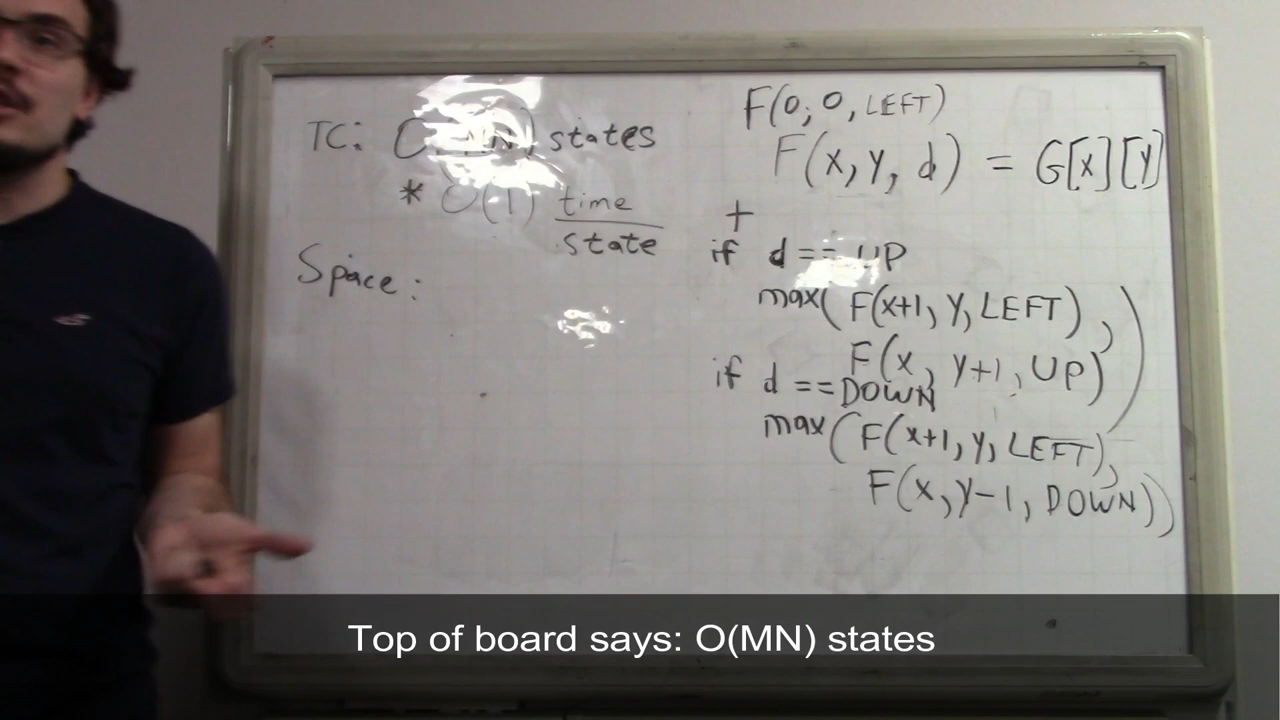 TC: O(MN) states
* O(1) time
state
Space:
F(0, 0, LEFT)
F(x, y, d) = G[x][y]
+
if d == UP
max( F(x+1, y, LEFT),
F(x, y+1, UP))
if d == DOWN
max( F(x+1, y, LEFT),
F(x, y-1, DOWN))
Top of board says: O(MN) states